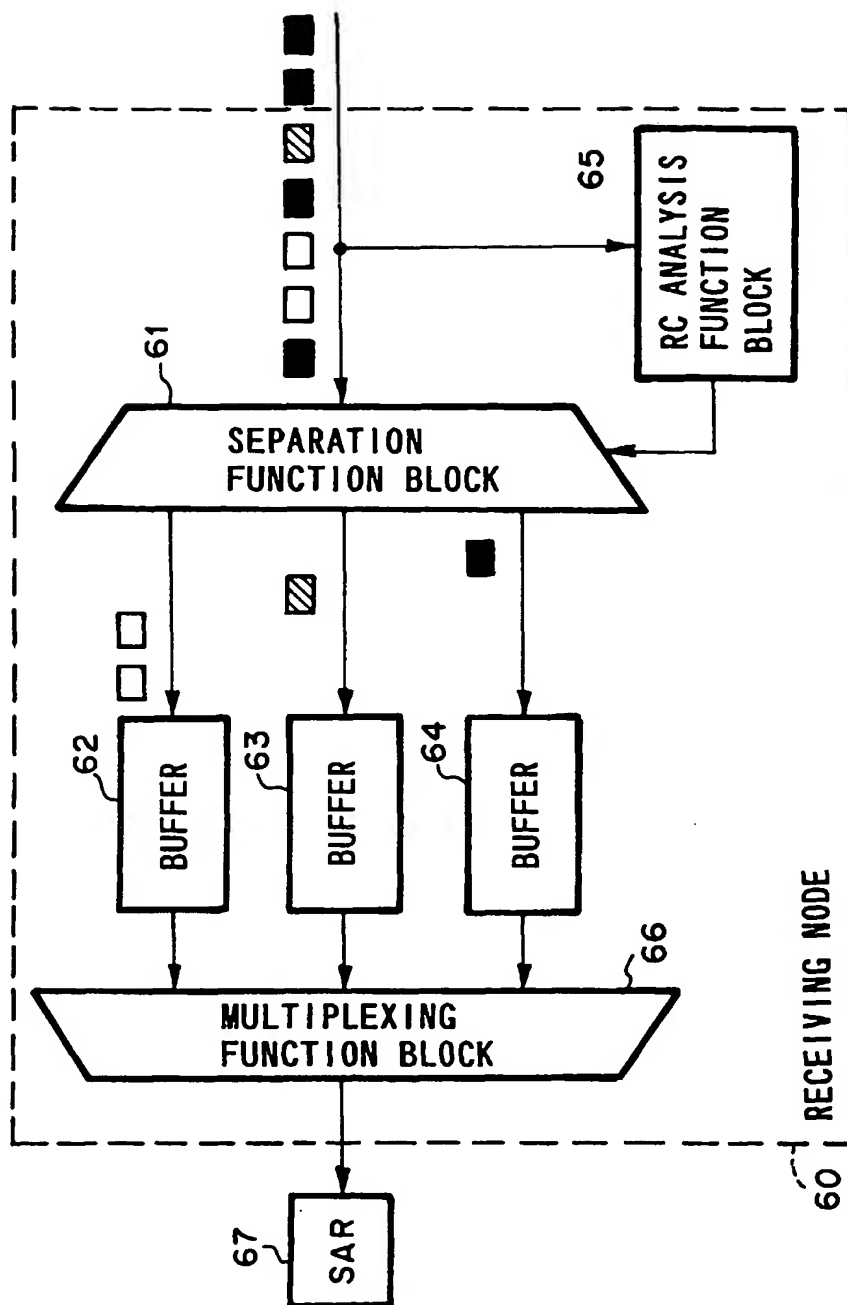 65
RC ANALYSIS
FUNCTION
BLOCK
61
SEPARATION
FUNCTION BLOCK
62
BUFFER
63
BUFFER
64
BUFFER
66
MULTIPLEXING
FUNCTION BLOCK
RECEIVING NODE
60
67
SAR